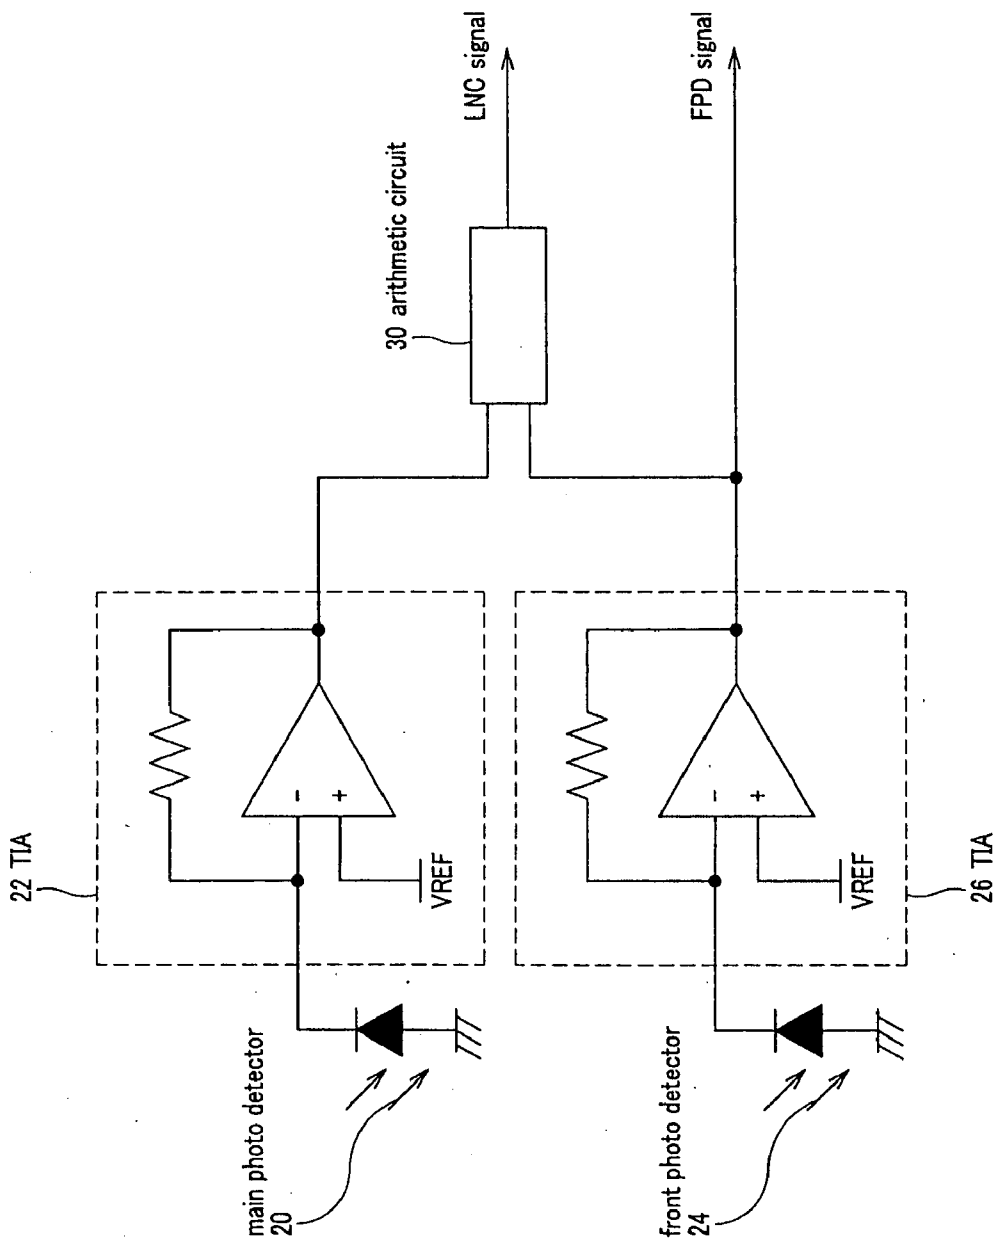 22 TIA
main photo detector
20
-
+
VREF
30 arithmetic circuit
LNC signal
front photo detector
24
-
+
VREF
26 TIA
FPD signal